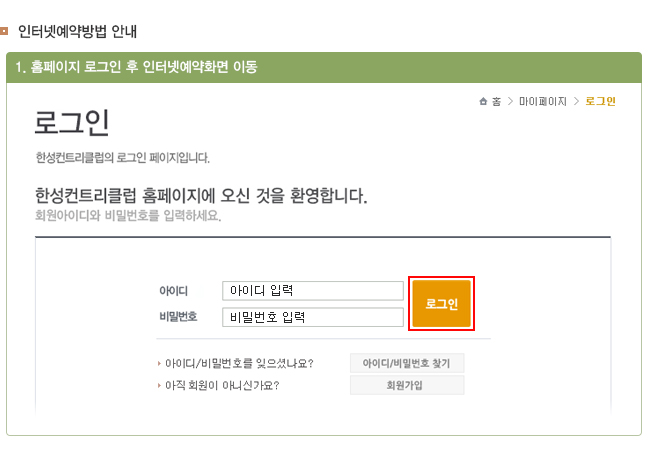 인터넷예약방법 안내
1. 홈페이지 로그인 후 인터넷예약화면 이동
홈 > 마이페이지 > 로그인
로그인
한성컨트리클럽의 로그인 페이지입니다.
한성컨트리클럽 홈페이지에 오신 것을 환영합니다.
회원아이디와 비밀번호를 입력하세요.
아이디 아이디 입력
로그인
비밀번호 비밀번호 입력
아이디/비밀번호를 잊으셨나요? 아이디/비밀번호 찾기
아직 회원이 아니신가요? 회원가입